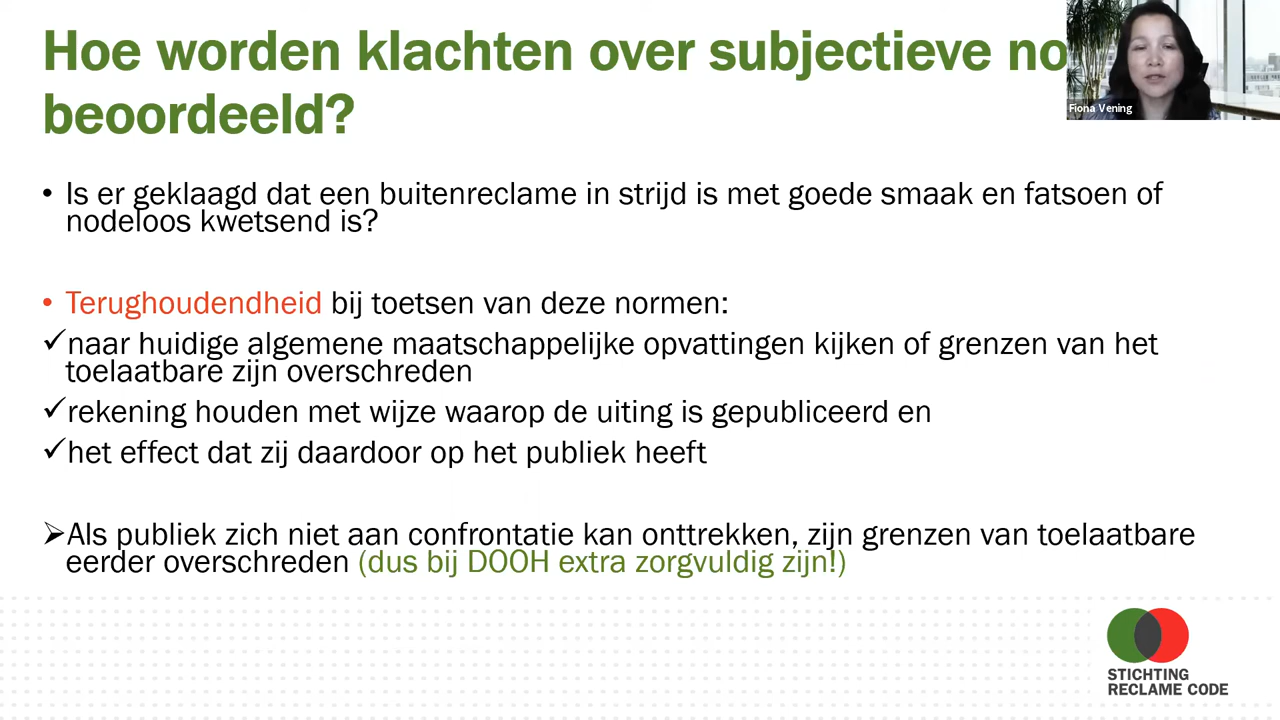 Hoe worden klachten over subjectieve
beoordeeld?
Fiona Vening
• Is er geklaagd dat een buitenreclame in strijd is met goede smaak en fatsoen of
nodeloos kwetsend is?
• Terughoudendheid bij toetsen van deze normen:
✓naar huidige algemene maatschappelijke opvattingen kijken of grenzen van het
toelaatbare zijn overschreden
✓rekening houden met wijze waarop de uiting is gepubliceerd en
✓het effect dat zij daardoor op het publiek heeft
➢Als publiek zich niet aan confrontatie kan onttrekken, zijn grenzen van toelaatbare
eerder overschreden (dus bij DOOH extra zorgvuldig zijn!)
STICHTING
RECLAME CODE